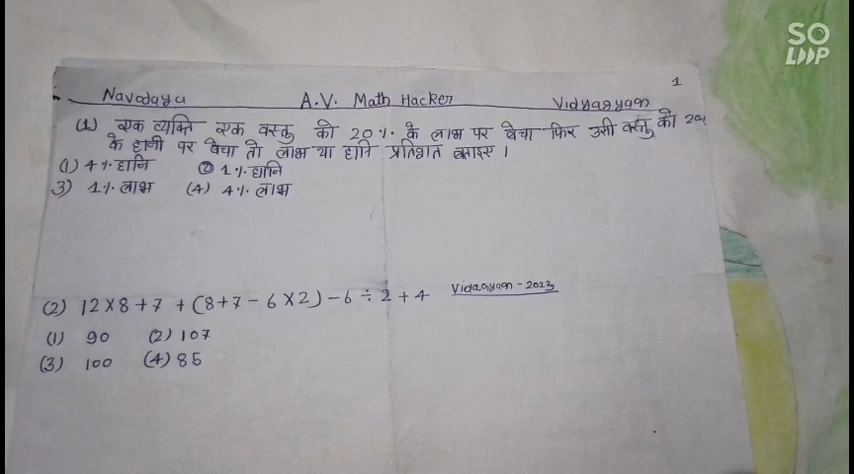 SO
LOOP
1
Navodaya A.V. Math Hacker Vidyagyan
(1) एक व्यक्ति एक वस्तु को 20%. के लाभ पर बेचा फिर उसी वस्तु को 20%
के हानी पर बेचा तो लाभ या हानि प्रतिशत बताइए ।
(1) 4%.हानि (2) 1%.हानि
3) 1%. लाभ (4) 4%. लाभ
(2) 12×8+7 +(8+7-6×2)-6÷2+4 Vidagyan-2023
(1) 90 (2) 107
(3) 100 (4) 85